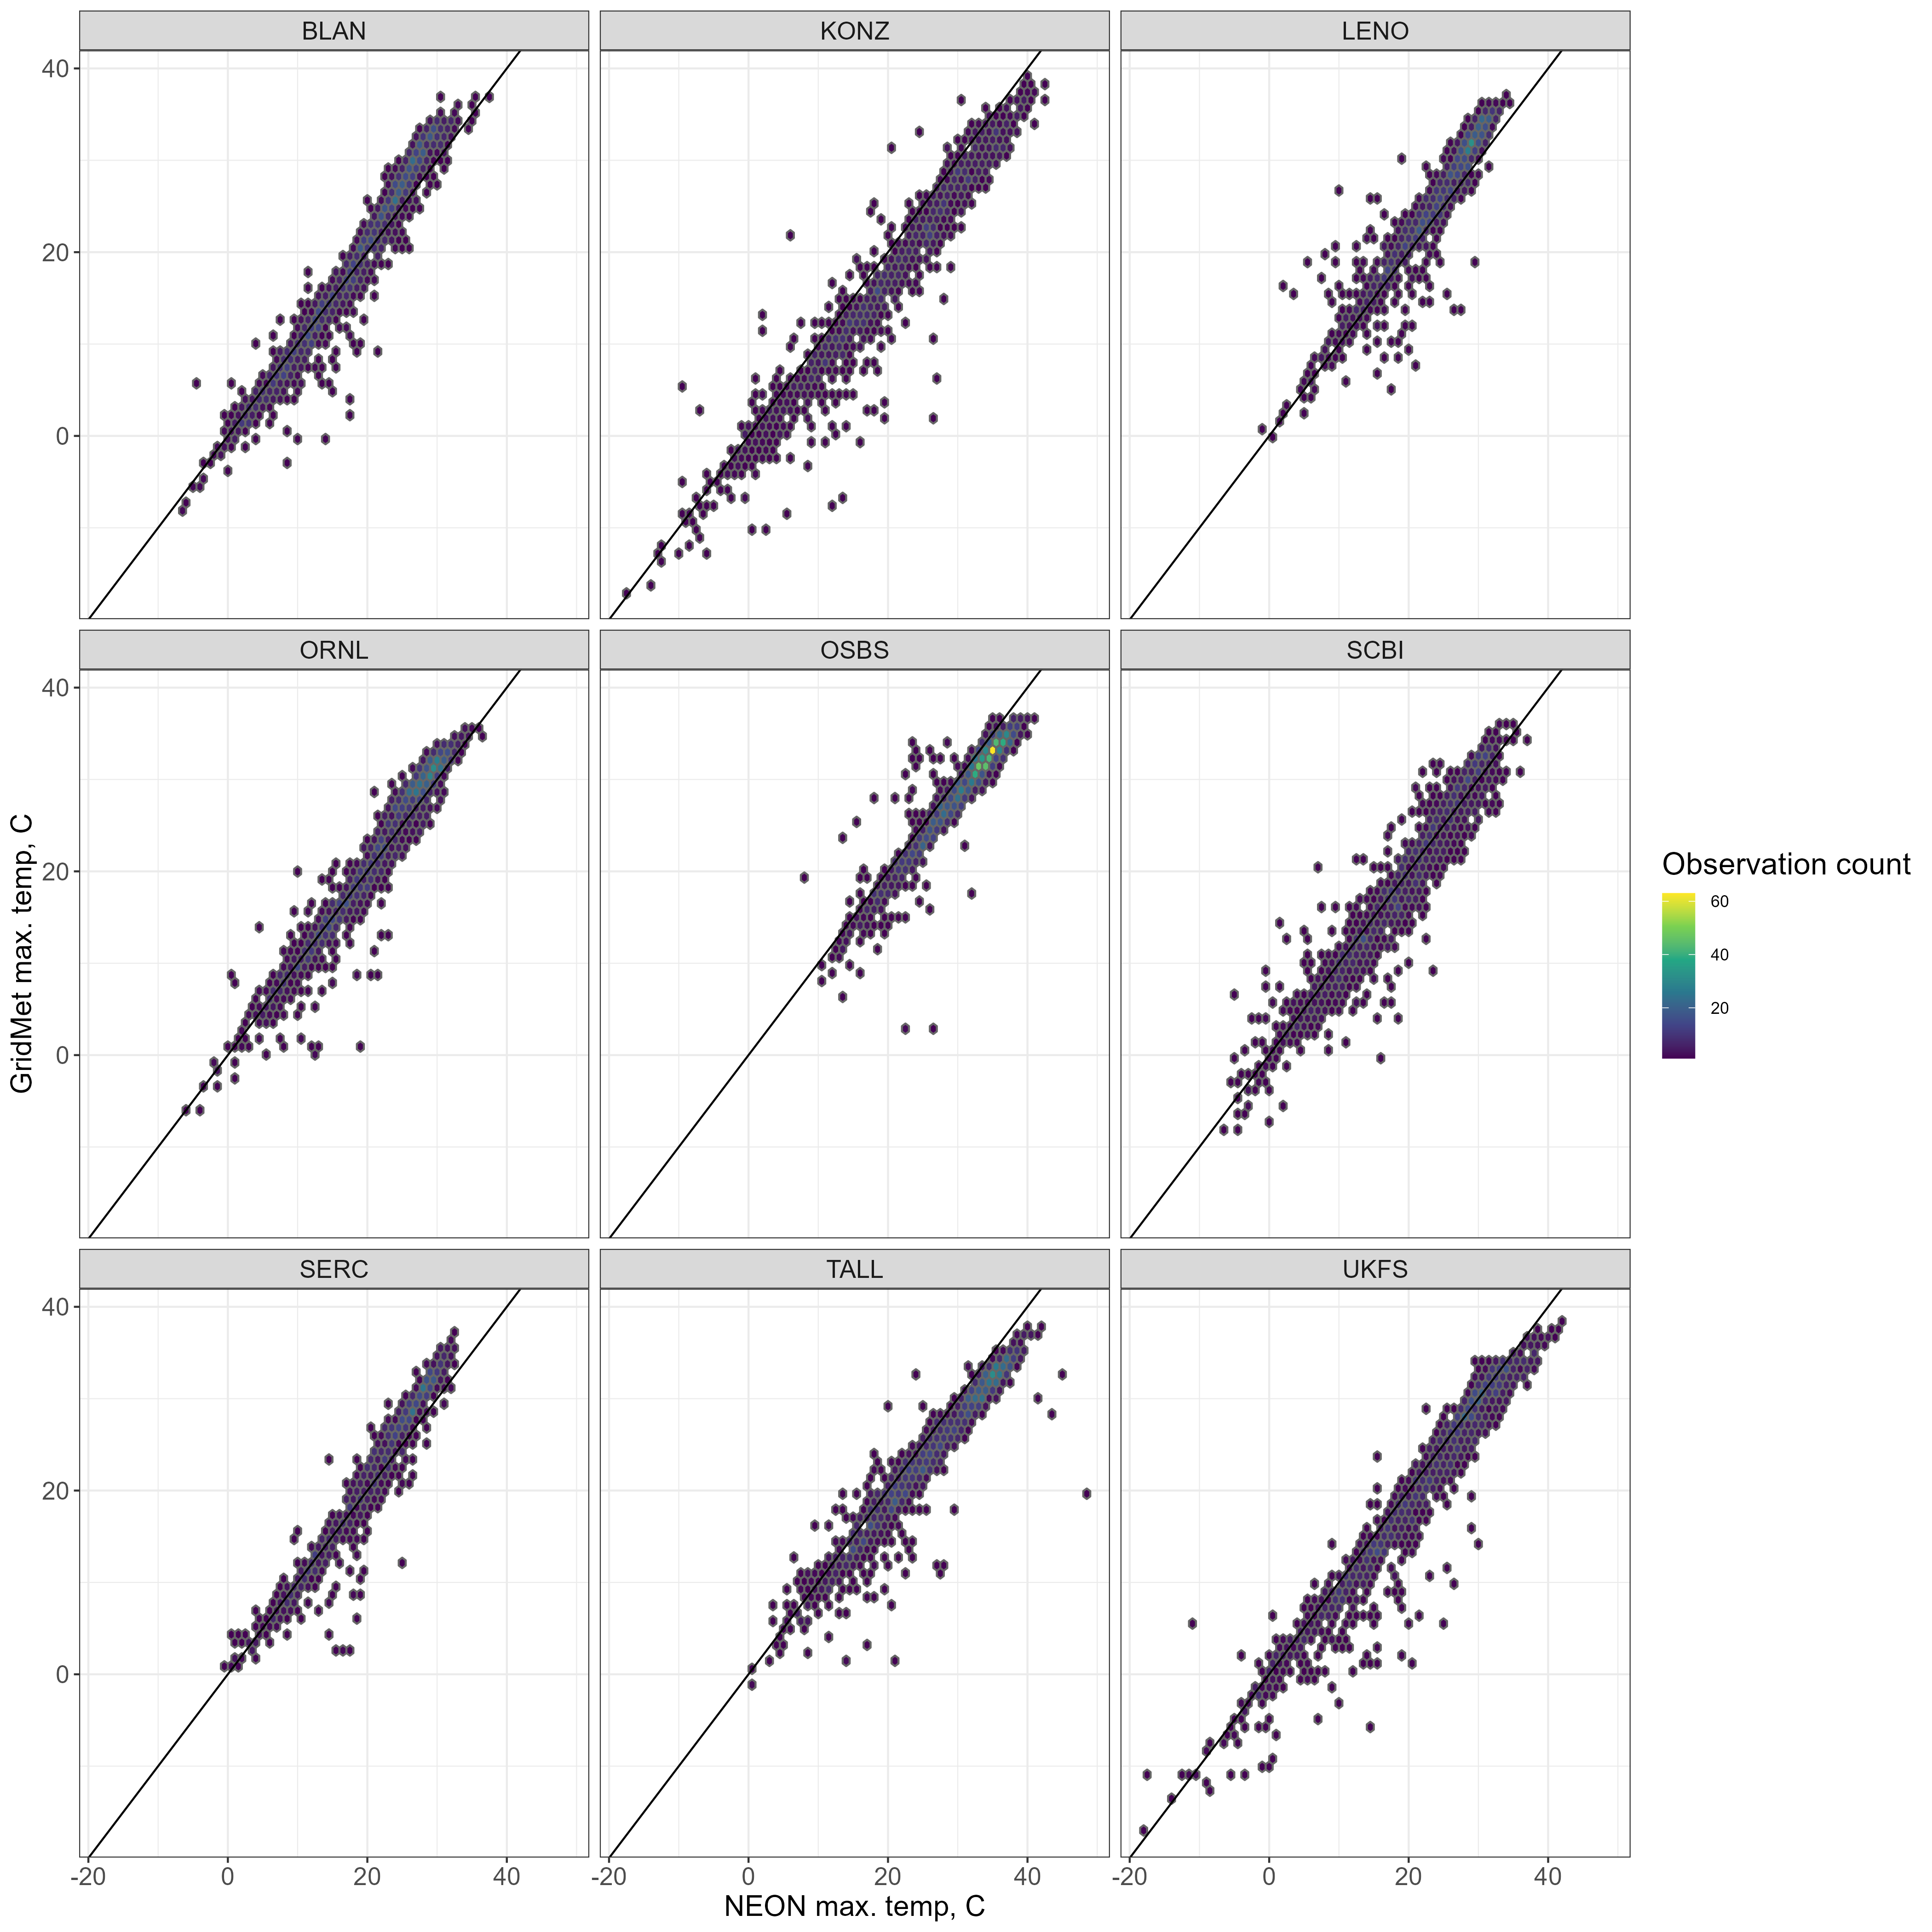 BLAN KONZ LENO
40
20
0
ORNL OSBS SCBI
40
20
0
GridMet max. temp, C
Observation count
60
40
20
SERC TALL UKFS
40
20
0
-20 0 20 40 -20 0 20 40 -20 0 20 40
NEON max. temp, C